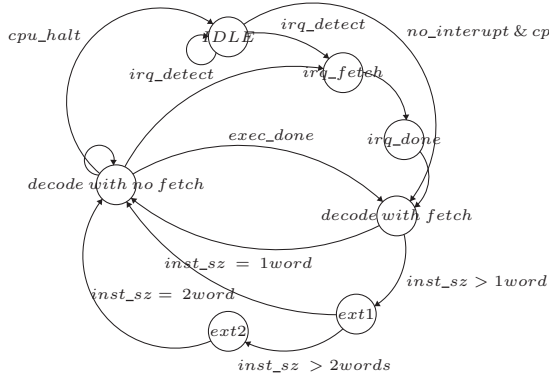 cpu_halt
IDLE
irq_detect
no_interupt & cp
irq_detect
irq_fetch
irq_done
exec_done
decode with no fetch
decode with fetch
inst_sz = 1word
inst_sz > 1word
inst_sz = 2word
ext1
ext2
inst_sz > 2words